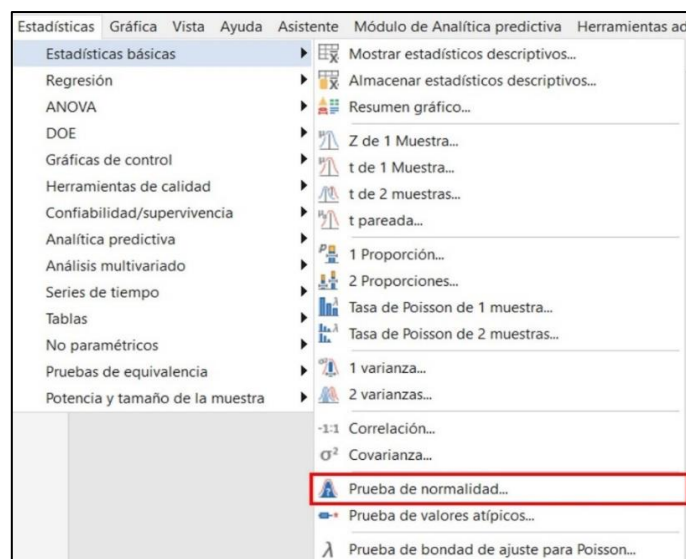 Estadísticas Gráfica Vista Ayuda Asistente Módulo de Analítica predictiva Herramientas ad
Estadísticas básicas
Regresión
ANOVA
DOE
Gráficas de control
Herramientas de calidad
Confiabilidad/supervivencia
Analítica predictiva
Análisis multivariado
Series de tiempo
Tablas
No paramétricos
Pruebas de equivalencia
Potencia y tamaño de la muestra
Mostrar estadísticos descriptivos...
Almacenar estadísticos descriptivos...
Resumen gráfico...
Z de 1 Muestra...
t de 1 Muestra...
t de 2 muestras...
t pareada...
1 Proporción...
2 Proporciones...
Tasa de Poisson de 1 muestra...
Tasa de Poisson de 2 muestras...
1 varianza...
2 varianzas...
-1:1 Correlación...
σ² Covarianza...
Prueba de normalidad...
Prueba de valores atípicos...
λ Prueba de bondad de ajuste para Poisson...